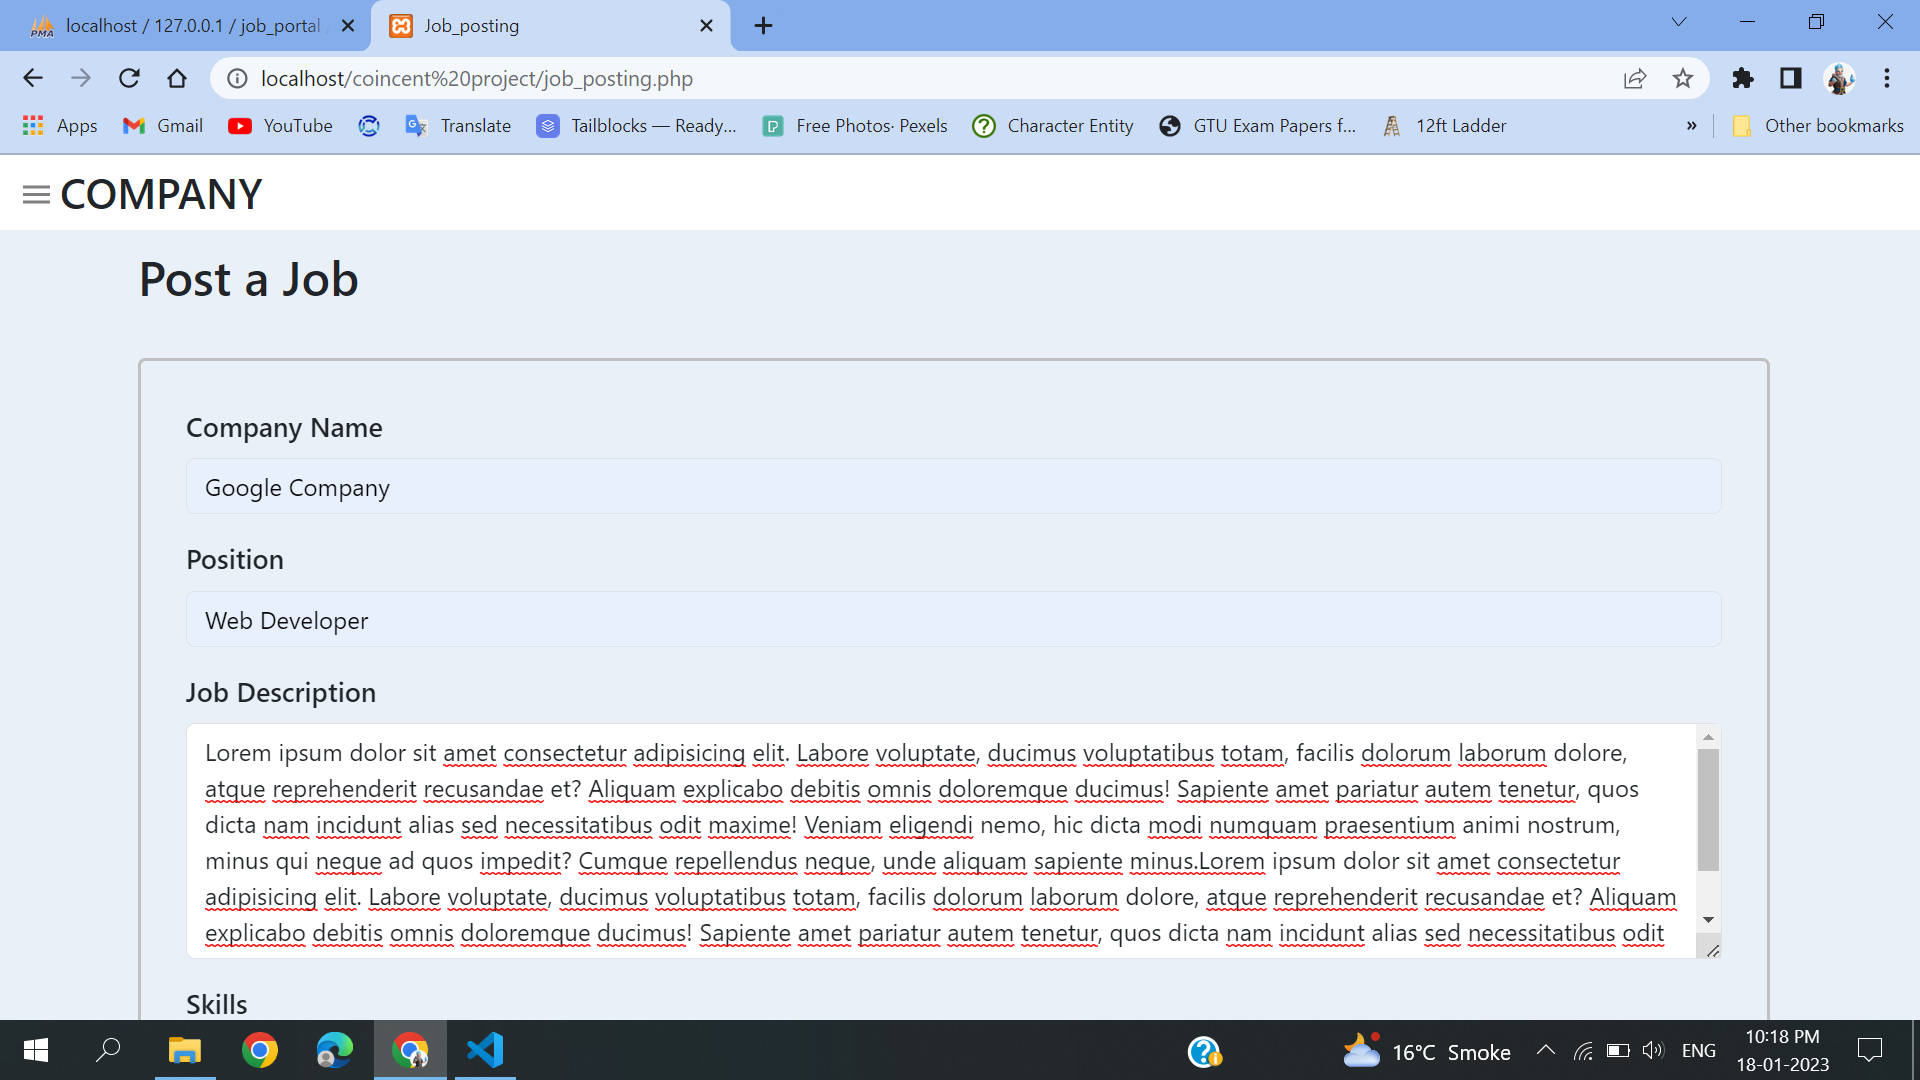 localhost / 127.0.0.1 / job_portal
Job_posting
localhost/coincent%20project/job_posting.php
Apps
Gmail
YouTube
Translate
Tailblocks — Ready...
Free Photos· Pexels
Character Entity
GTU Exam Papers f...
12ft Ladder
»
Other bookmarks
COMPANY
Post a Job
Company Name
Google Company
Position
Web Developer
Job Description
Lorem ipsum dolor sit amet consectetur adipisicing elit. Labore voluptate, ducimus voluptatibus totam, facilis dolorum laborum dolore,
atque reprehenderit recusandae et? Aliquam explicabo debitis omnis doloremque ducimus! Sapiente amet pariatur autem tenetur, quos
dicta nam incidunt alias sed necessitatibus odit maxime! Veniam eligendi nemo, hic dicta modi numquam praesentium animi nostrum,
minus qui neque ad quos impedit? Cumque repellendus neque, unde aliquam sapiente minus.Lorem ipsum dolor sit amet consectetur
adipisicing elit. Labore voluptate, ducimus voluptatibus totam, facilis dolorum laborum dolore, atque reprehenderit recusandae et? Aliquam
explicabo debitis omnis doloremque ducimus! Sapiente amet pariatur autem tenetur, quos dicta nam incidunt alias sed necessitatibus odit
Skills
16°C Smoke
ENG
10:18 PM
18-01-2023